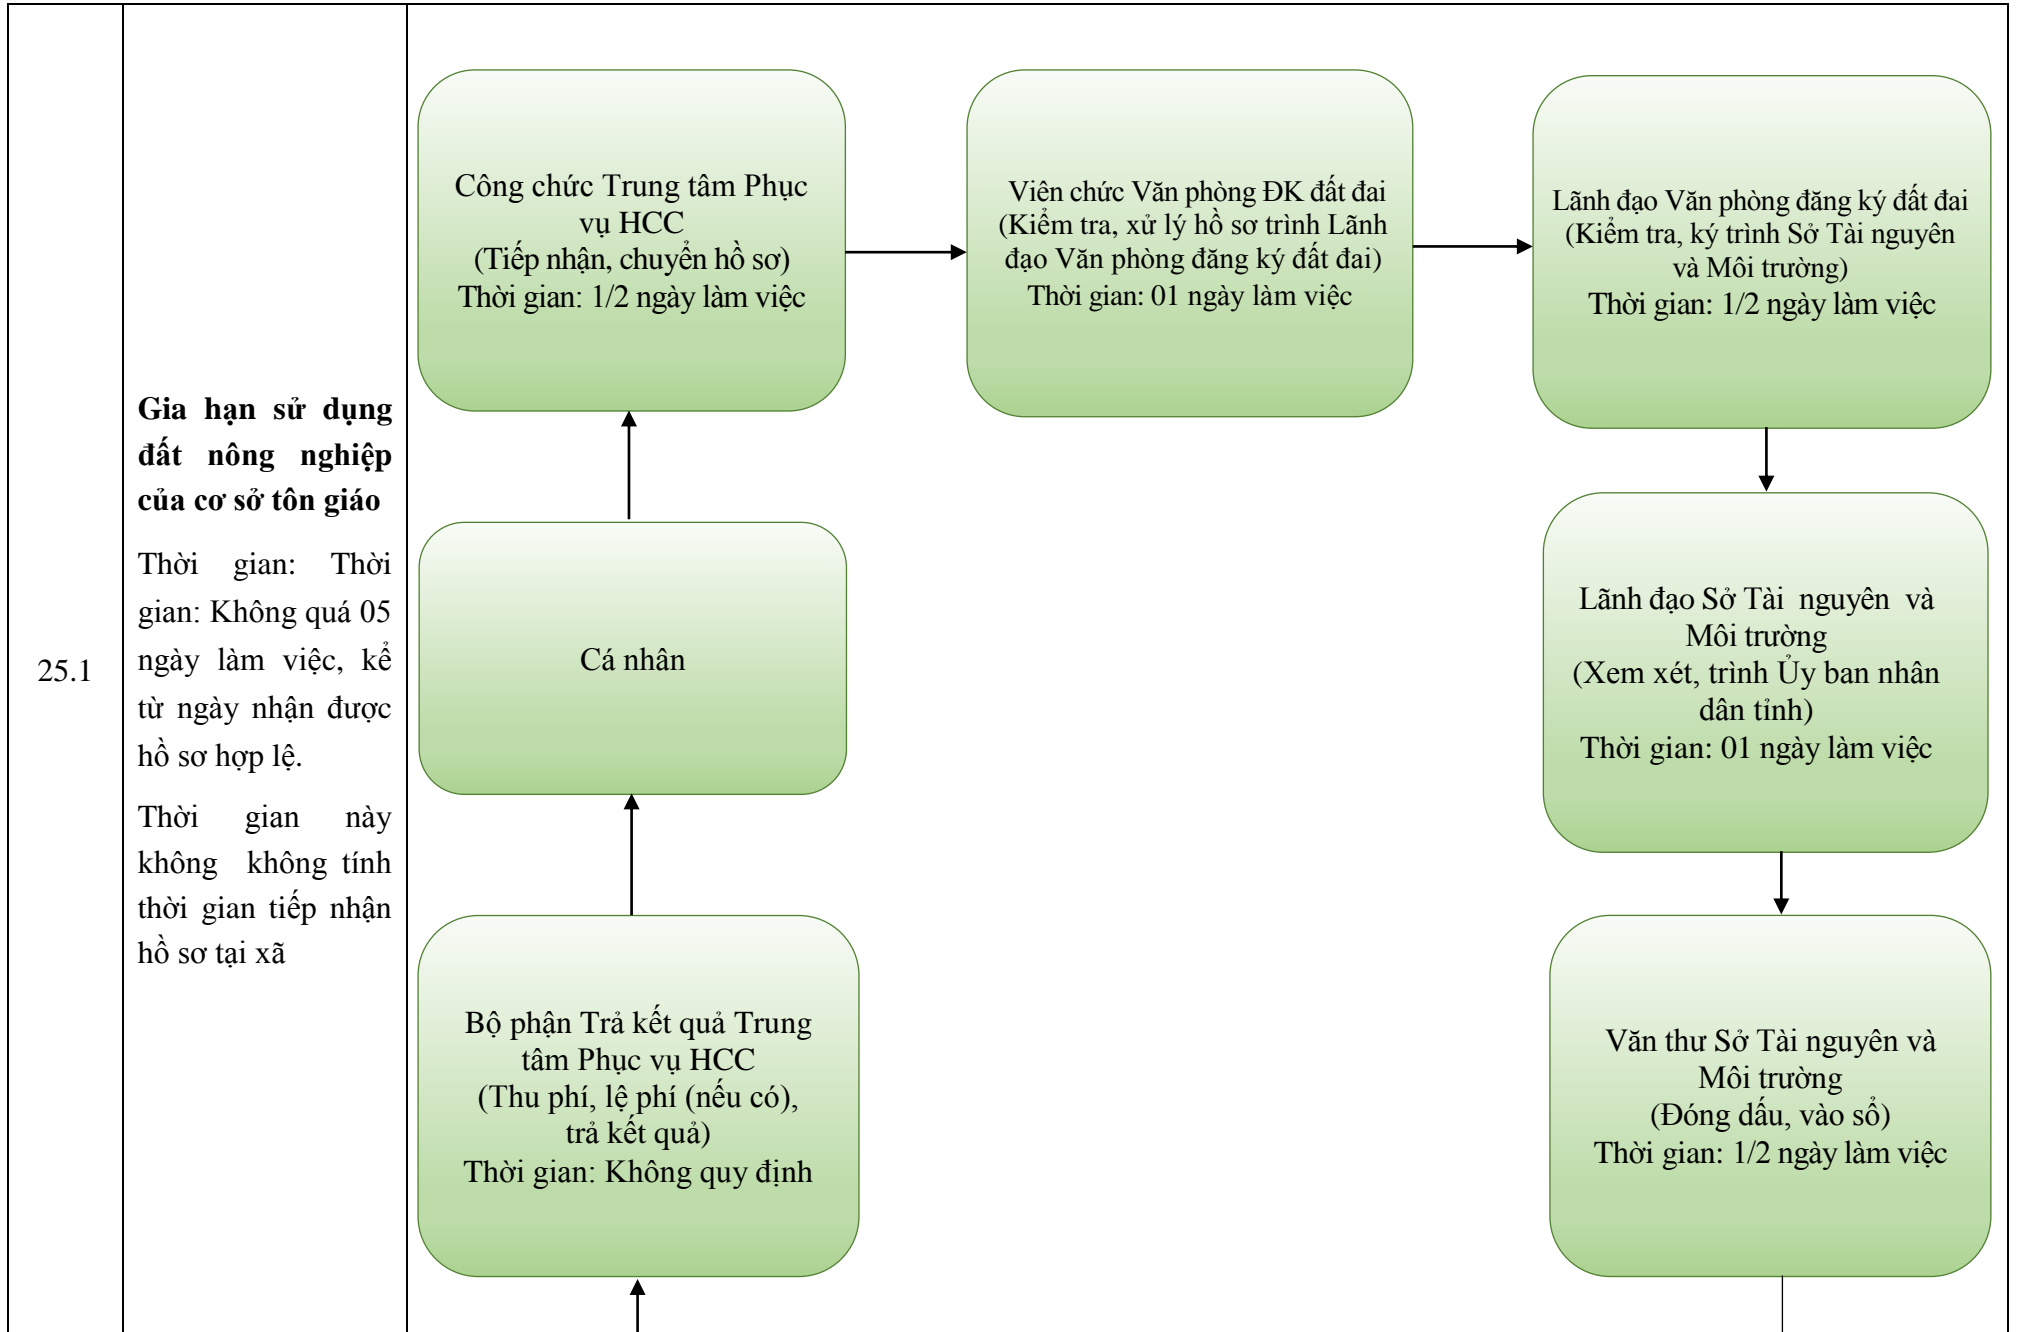 25.1
Gia hạn sử dụng
đất nông nghiệp
của cơ sở tôn giáo
Thời gian: Thời
gian: Không quá 05
ngày làm việc, kể
từ ngày nhận được
hồ sơ hợp lệ.
Thời gian này
không không tính
thời gian tiếp nhận
hồ sơ tại xã
Công chức Trung tâm Phục
vụ HCC
(Tiếp nhận, chuyển hồ sơ)
Thời gian: 1/2 ngày làm việc
Viên chức Văn phòng ĐK đất đai
(Kiểm tra, xử lý hồ sơ trình Lãnh
đạo Văn phòng đăng ký đất đai)
Thời gian: 01 ngày làm việc
Lãnh đạo Văn phòng đăng ký đất đai
(Kiểm tra, ký trình Sở Tài nguyên
và Môi trường)
Thời gian: 1/2 ngày làm việc
Cá nhân
Lãnh đạo Sở Tài nguyên và
Môi trường
(Xem xét, trình Ủy ban nhân
dân tỉnh)
Thời gian: 01 ngày làm việc
Bộ phận Trả kết quả Trung
tâm Phục vụ HCC
(Thu phí, lệ phí (nếu có),
trả kết quả)
Thời gian: Không quy định
Văn thư Sở Tài nguyên và
Môi trường
(Đóng dấu, vào sổ)
Thời gian: 1/2 ngày làm việc